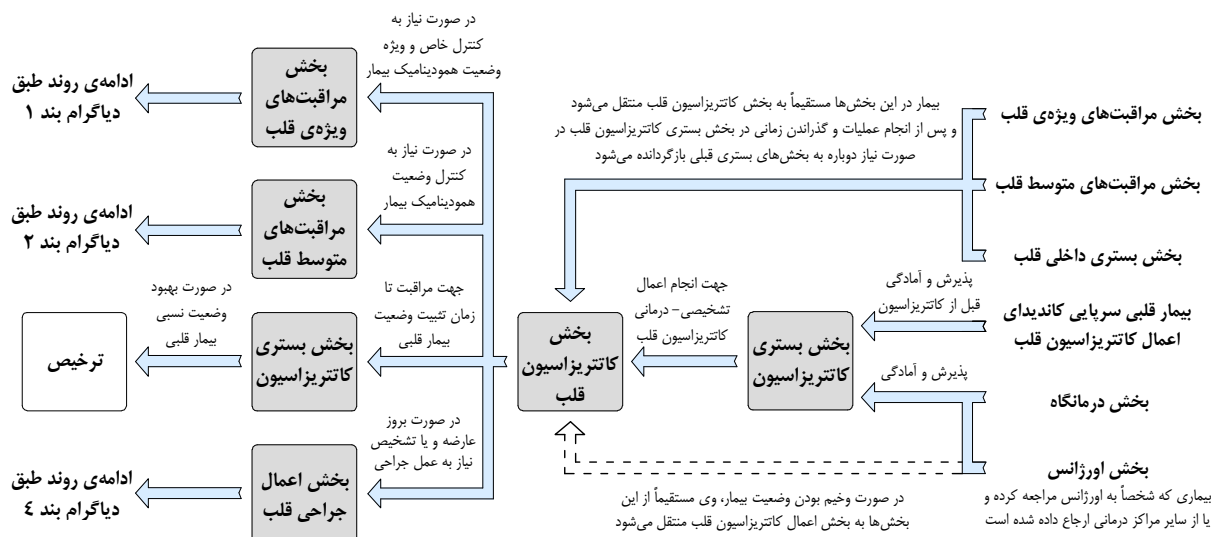 بخش مراقبت‌های ویژه‌ی قلب
بخش مراقبت‌های متوسط قلب
بخش بستری داخلی قلب
بیمار قلبی سرپایی کاندیدای
اعمال کاتتریزاسیون قلب
بخش درمانگاه
بخش اورژانس
بیماری که شخصاً به اورژانس مراجعه کرده و
یا از سایر مراکز درمانی ارجاع داده شده است
بیمار در این بخش‌ها مستقیماً به بخش کاتتریزاسیون قلب منتقل می‌شود
و پس از انجام عملیات و گذراندن زمانی در بخش بستری کاتتریزاسیون قلب در
صورت نیاز دوباره به بخش‌های بستری قبلی بازگردانده می‌شود
پذیرش و آمادگی
قبل از کاتتریزاسیون
پذیرش و آمادگی
بخش بستری
کاتتریزاسیون
جهت انجام اعمال
تشخیصی- درمانی
کاتتریزاسیون قلب
در صورت وخیم بودن وضعیت بیمار، وی مستقیماً از این
بخش‌ها به بخش اعمال کاتتریزاسیون قلب منتقل می‌شود
بخش
کاتتریزاسیون
قلب
در صورت نیاز به
کنترل خاص و ویژه
وضعیت همودینامیک بیمار
بخش
مراقبت‌های
ویژه‌ی قلب
ادامه‌ی روند طبق
دیاگرام بند ۱
در صورت نیاز به
کنترل وضعیت
همودینامیک بیمار
بخش
مراقبت‌های
متوسط قلب
ادامه‌ی روند طبق
دیاگرام بند ۲
جهت مراقبت تا
زمان تثبیت وضعیت
بیمار قلبی
بخش بستری
کاتتریزاسیون
در صورت بهبود
وضعیت نسبی
بیمار قلبی
ترخیص
در صورت بروز
عارضه و یا تشخیص
نیاز به عمل جراحی
بخش اعمال
جراحی قلب
ادامه‌ی روند طبق
دیاگرام بند ٤